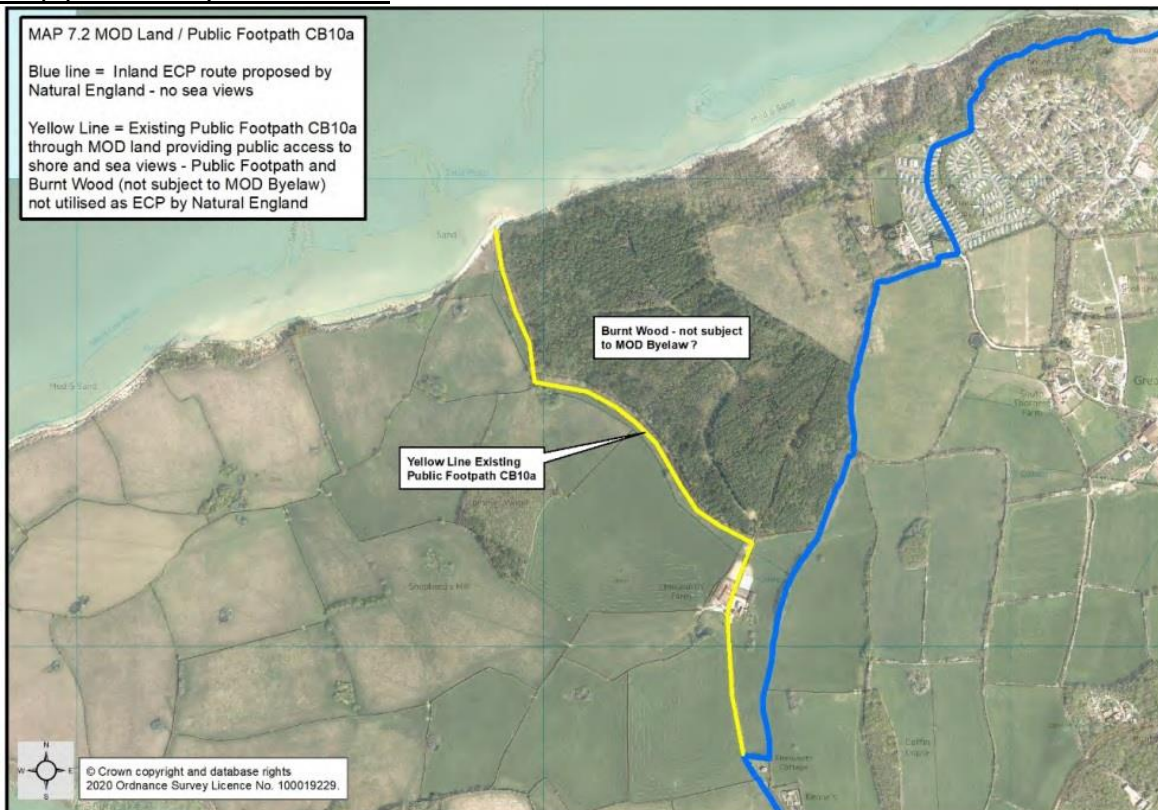 MAP 7.2 MOD Land / Public Footpath CB10a
Blue line = Inland ECP route proposed by
Natural England - no sea views
Yellow Line = Existing Public Footpath CB10a
through MOD land providing public access to
shore and sea views - Public Footpath and
Burnt Wood (not subject to MOD Byelaw)
not utilised as ECP by Natural England
Sand
Burnt Wood - not subject
to MOD Byelaw ?
Mud & Sand
Yellow Line Existing
Public Footpath CB10a
Farm
N
W
E
S
© Crown copyright and database rights
2020 Ordnance Survey Licence No. 100019229.